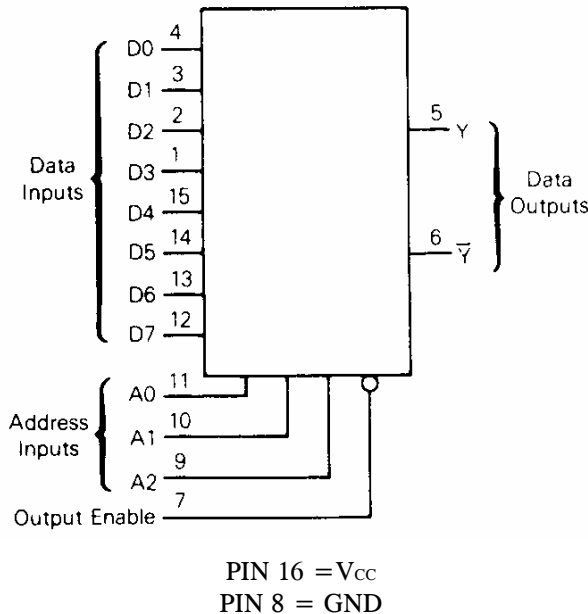 D0 4
D1 3
D2 2
D3 1
D4 15
D5 14
D6 13
D7 12
Data
Inputs
5 Y
6 Y̅
Data
Outputs
A0 11
A1 10
A2 9
Address
Inputs
Output Enable 7
PIN 16 =VCC
PIN 8 = GND